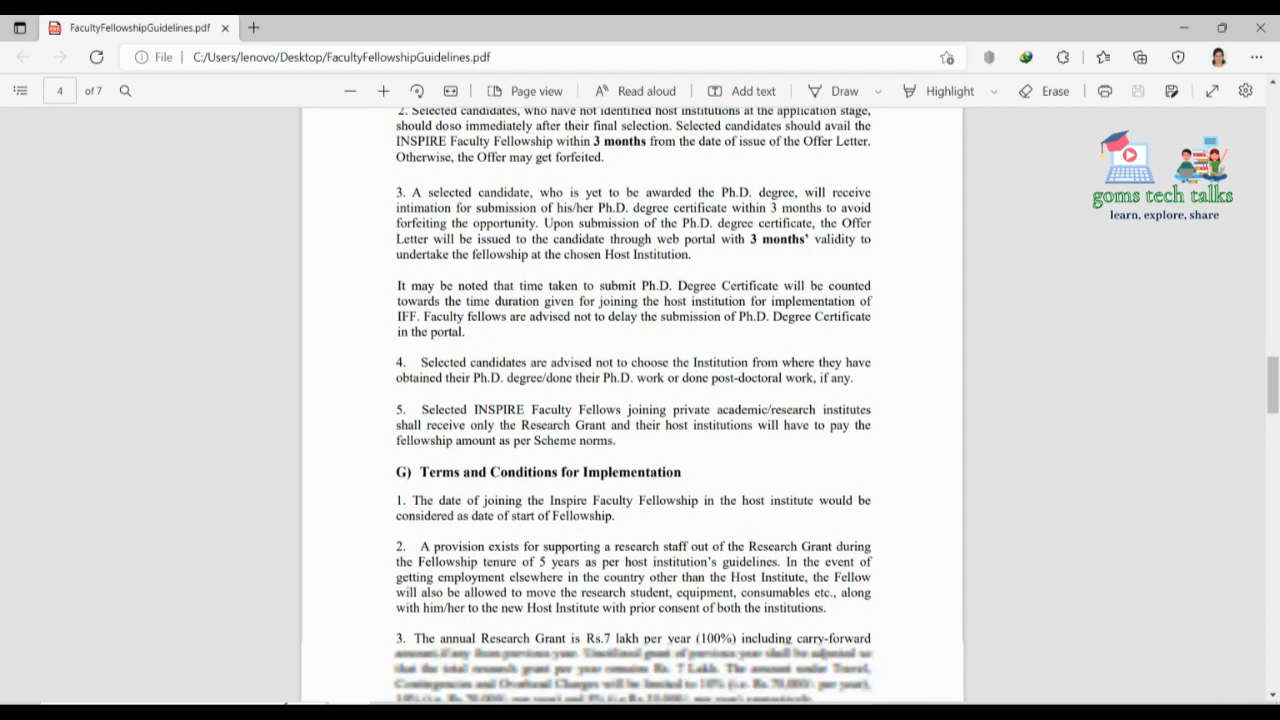 FacultyFellowshipGuidelines.pdf
File | C:/Users/lenovo/Desktop/FacultyFellowshipGuidelines.pdf
4 of 7 Page view Read aloud Add text Draw Highlight Erase
2. Selected candidates, who have not identified host institutions at the application stage,
should doso immediately after their final selection. Selected candidates should avail the
INSPIRE Faculty Fellowship within 3 months from the date of issue of the Offer Letter.
Otherwise, the Offer may get forfeited.
3. A selected candidate, who is yet to be awarded the Ph.D. degree, will receive
intimation for submission of his/her Ph.D. degree certificate within 3 months to avoid
forfeiting the opportunity. Upon submission of the Ph.D. degree certificate, the Offer
Letter will be issued to the candidate through web portal with 3 months' validity to
undertake the fellowship at the chosen Host Institution.
It may be noted that time taken to submit Ph.D. Degree Certificate will be counted
towards the time duration given for joining the host institution for implementation of
IFF. Faculty fellows are advised not to delay the submission of Ph.D. Degree Certificate
in the portal.
4. Selected candidates are advised not to choose the Institution from where they have
obtained their Ph.D. degree/done their Ph.D. work or done post-doctoral work, if any.
5. Selected INSPIRE Faculty Fellows joining private academic/research institutes
shall receive only the Research Grant and their host institutions will have to pay the
fellowship amount as per Scheme norms.
G) Terms and Conditions for Implementation
1. The date of joining the Inspire Faculty Fellowship in the host institute would be
considered as date of start of Fellowship.
2. A provision exists for supporting a research staff out of the Research Grant during
the Fellowship tenure of 5 years as per host institution's guidelines. In the event of
getting employment elsewhere in the country other than the Host Institute, the Fellow
will also be allowed to move the research student, equipment, consumables etc., along
with him/her to the new Host Institute with prior consent of both the institutions.
3. The annual Research Grant is Rs.7 lakh per year (100%) including carry-forward
goms tech talks
learn, explore, share